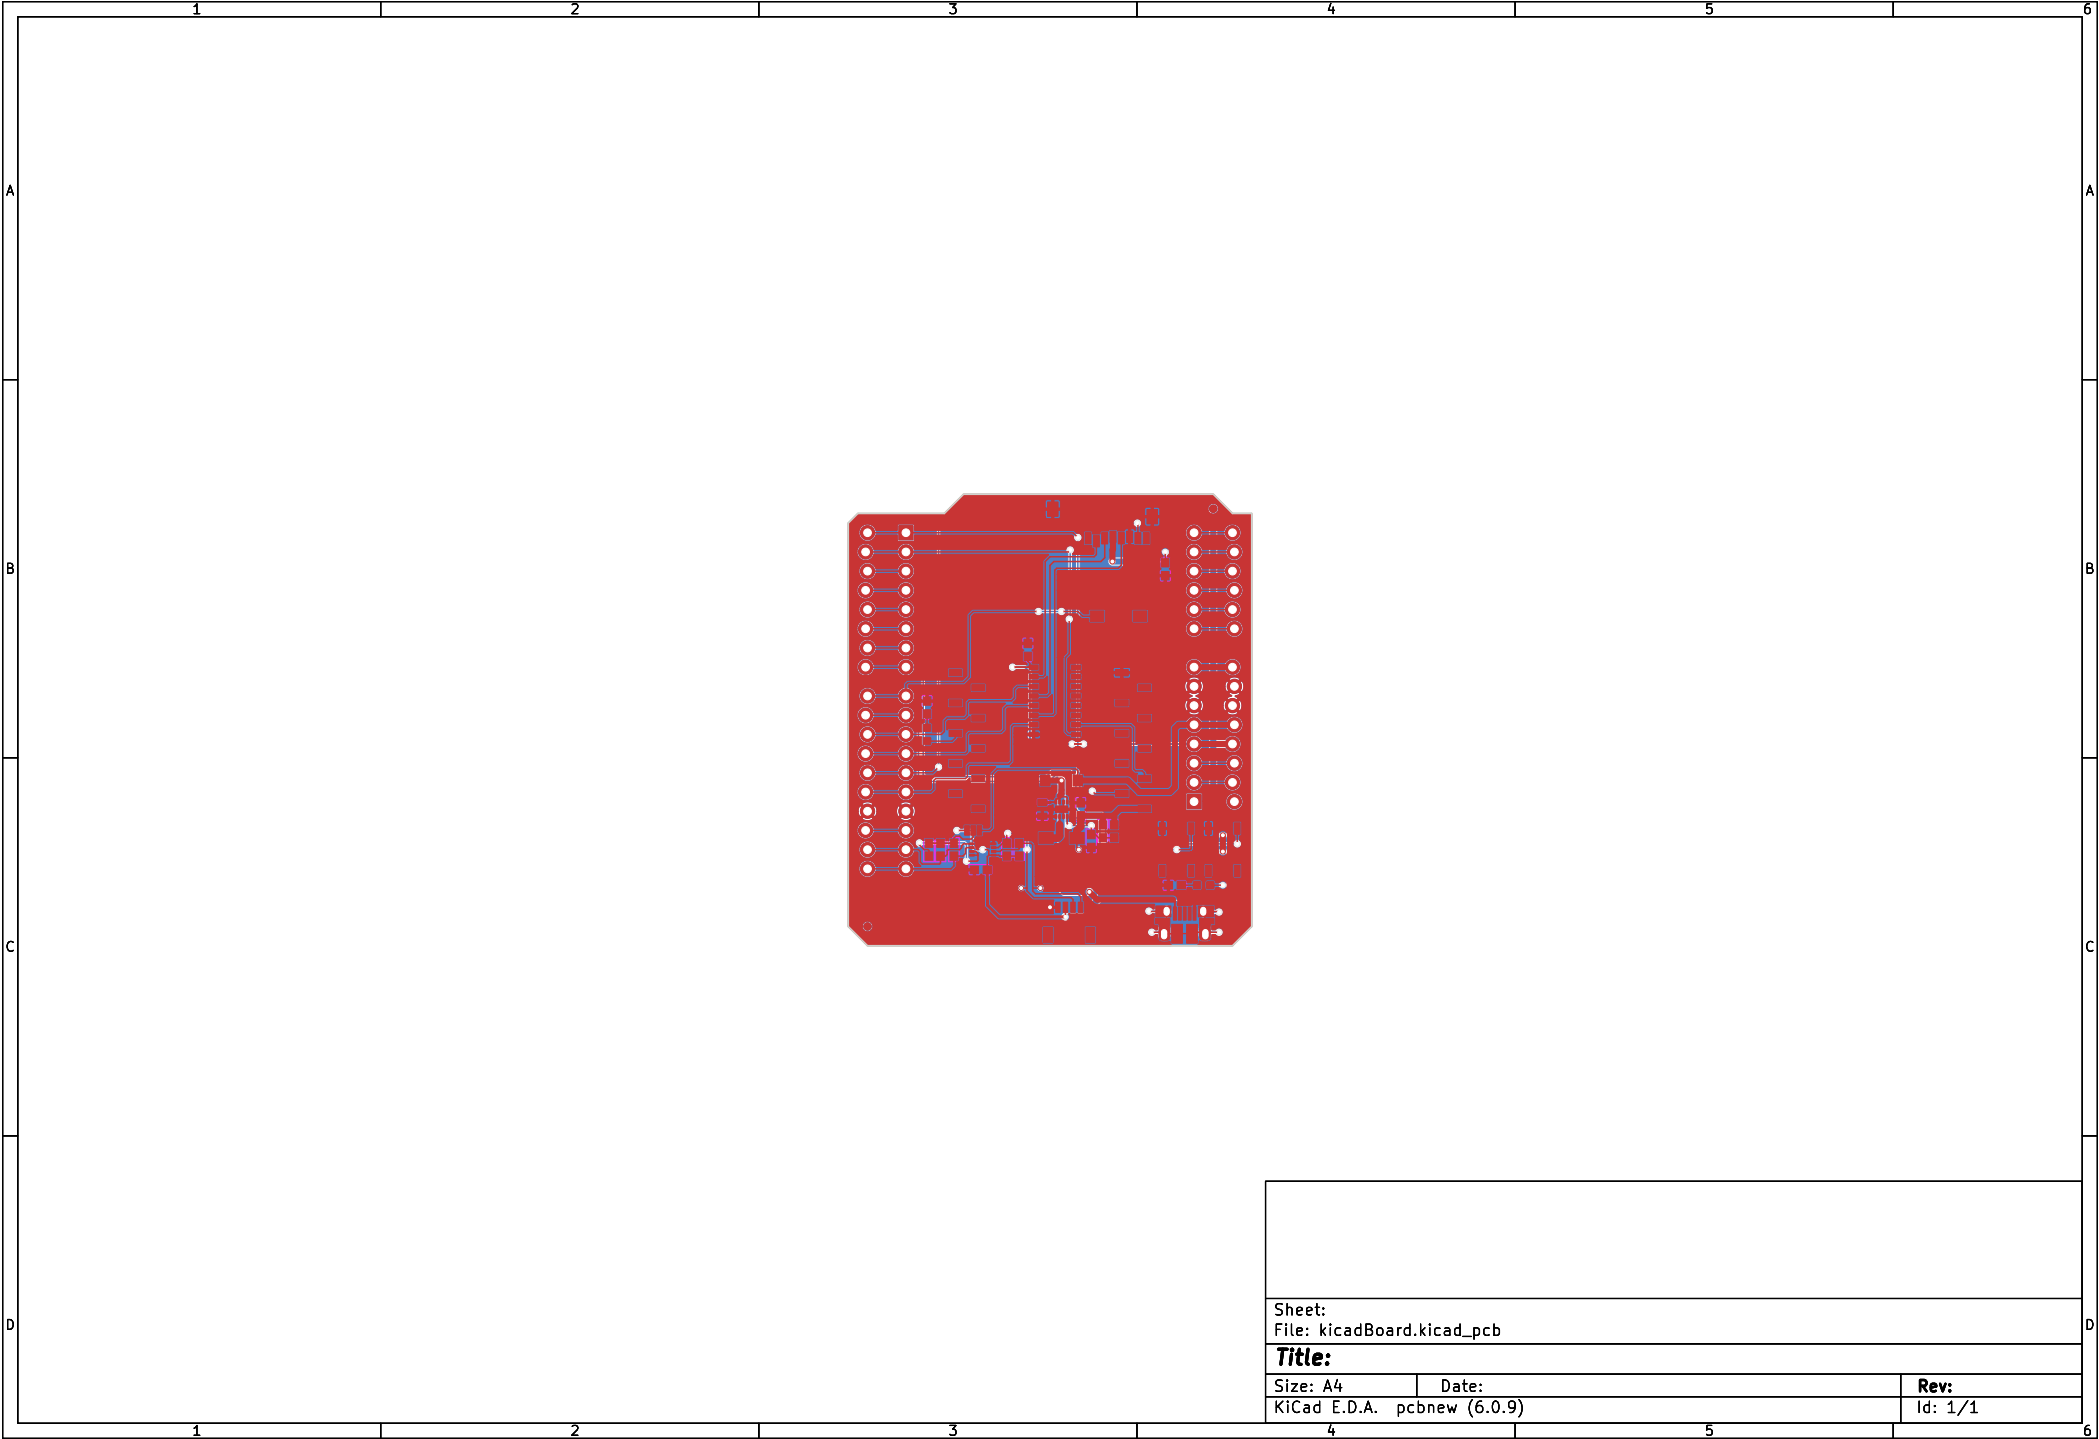 1 2 3 4 5 6
A A
B B
C C
Sheet:
File: kicadBoard.kicad_pcb
D D
Title:
Size: A4 Date: Rev:
KiCad E.D.A. pcbnew (6.0.9) Id: 1/1
1 2 3 4 5 6